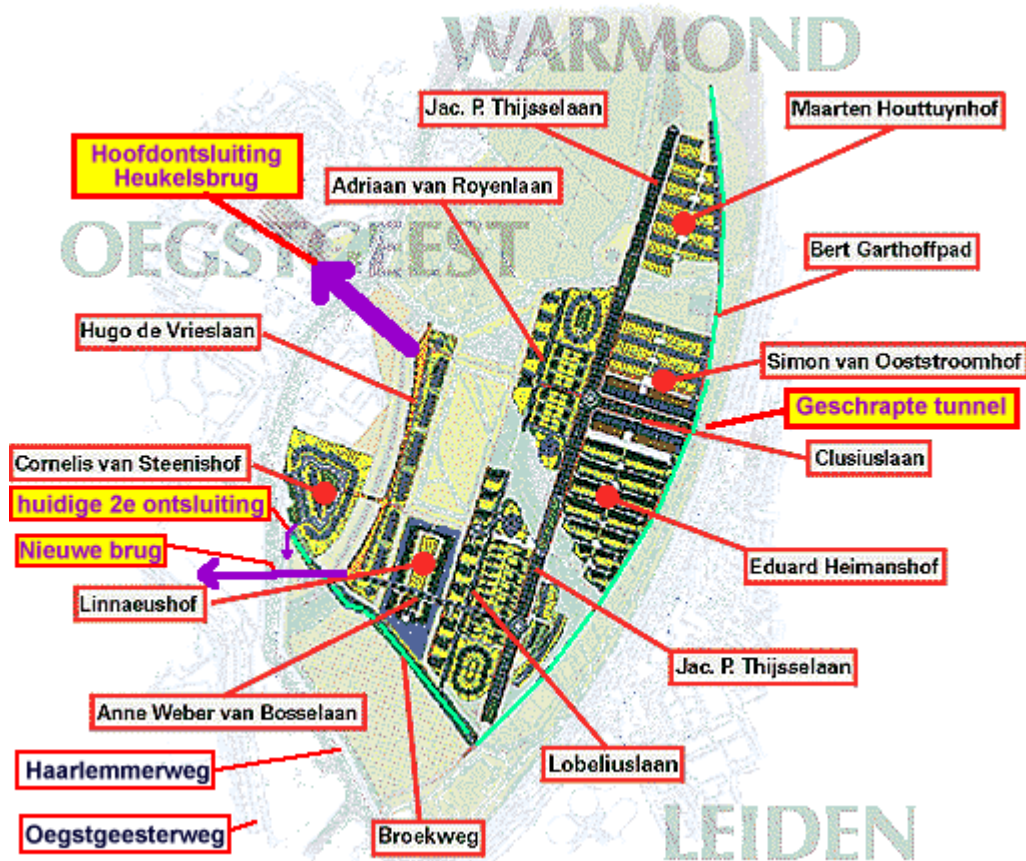 WARMOND
Jac. P. Thijsselaan
Maarten Houttuynhof
Hoofdontsluiting
Heukelsbrug
Adriaan van Royenlaan
OEGSTGEEST
Bert Garthoffpad
Hugo de Vrieslaan
Simon van Ooststroomhof
Geschrapte tunnel
Cornelis van Steenishof
Clusiuslaan
huidige 2e ontsluiting
Nieuwe brug
Eduard Heimanshof
Linnaeushof
Jac. P. Thijsselaan
Anne Weber van Bosselaan
Lobeliuslaan
Haarlemmerweg
Oegstgeesterweg
Broekweg
LEIDEN